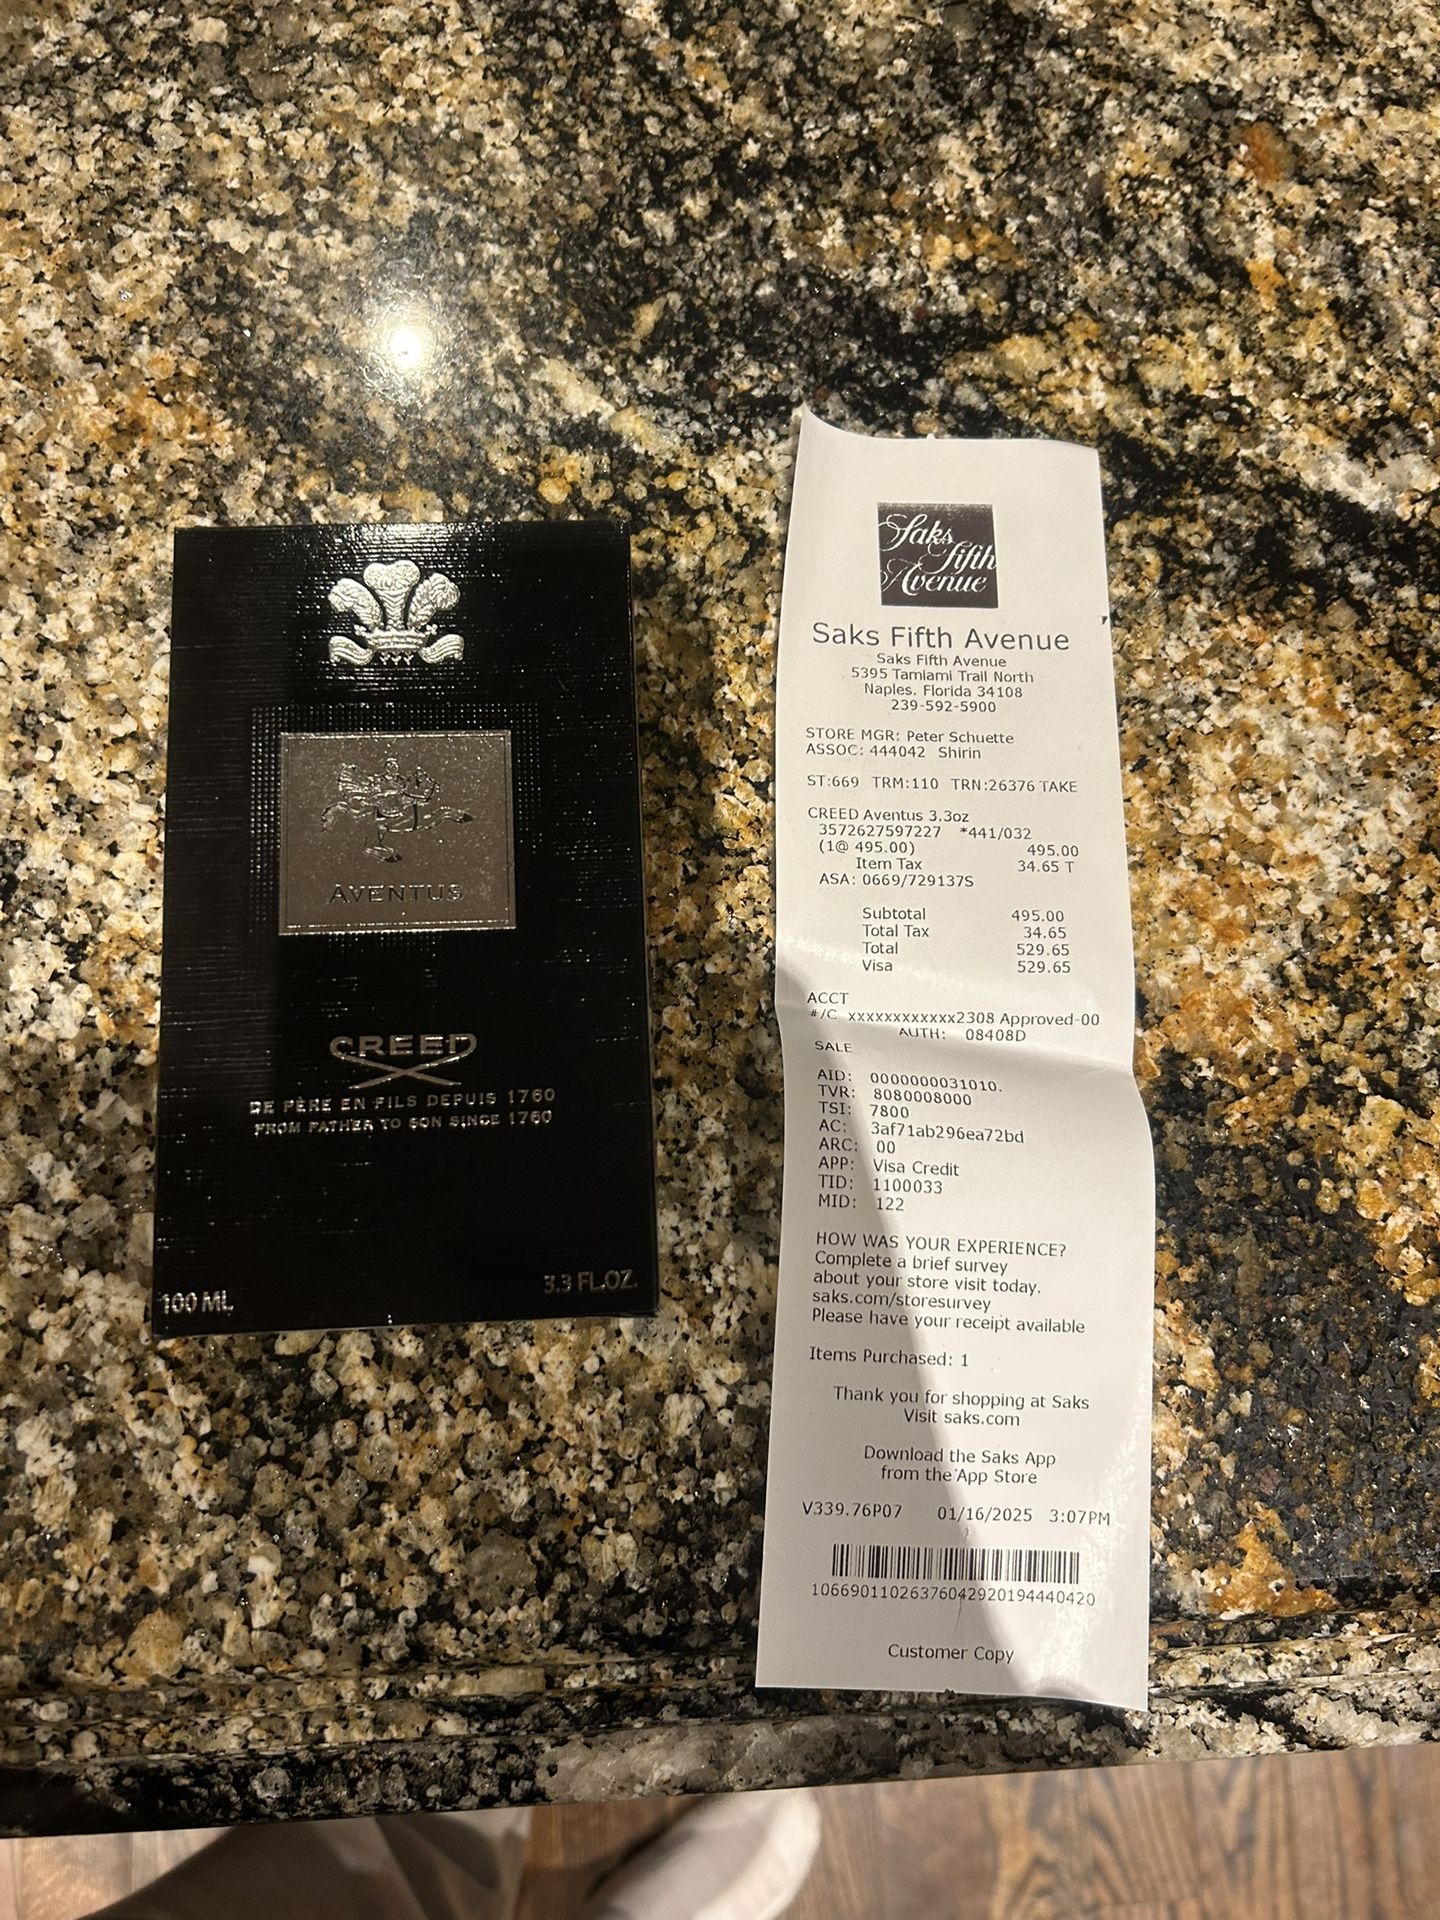 AVENTUS
CREED
DE PÈRE EN FILS DEPUIS 1760
FROM FATHER TO SON SINCE 1760
100 ML
3.3 FL.OZ.
Saks
Fifth
Avenue
Saks Fifth Avenue
Saks Fifth Avenue
5395 Tamiami Trail North
Naples, Florida 34108
239-592-5900
STORE MGR: Peter Schuette
ASSOC: 444042 Shirin
ST:669 TRM:110 TRN:26376 TAKE
CREED Aventus 3.3oz
3572627597227 *441/032
(1@ 495.00) 495.00
Item Tax 34.65 T
ASA: 0669/729137S
Subtotal 495.00
Total Tax 34.65
Total 529.65
Visa 529.65
ACCT
#/C xxxxxxxxxxxx2308 Approved-00
AUTH: 08408D
SALE
AID: 0000000031010.
TVR: 8080008000
TSI: 7800
AC: 3af71ab296ea72bd
ARC: 00
APP: Visa Credit
TID: 1100033
MID: 122
HOW WAS YOUR EXPERIENCE?
Complete a brief survey
about your store visit today.
saks.com/storesurvey
Please have your receipt available
Items Purchased: 1
Thank you for shopping at Saks
Visit saks.com
Download the Saks App
from the App Store
V339.76P07 01/16/2025 3:07PM
10669011026376042920194440420
Customer Copy